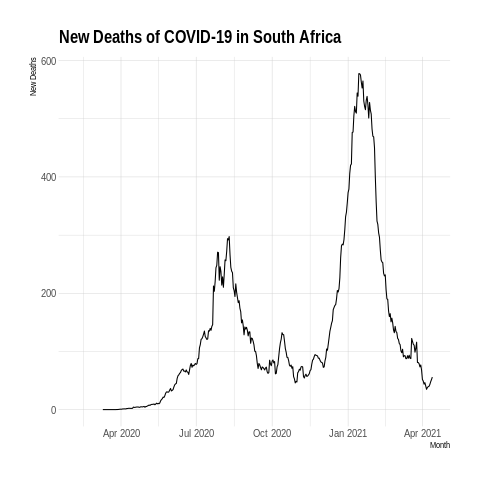 New Deaths of COVID-19 in South Africa
New Deaths
600
400
200
0
Apr 2020 Jul 2020 Oct 2020 Jan 2021 Apr 2021
Month